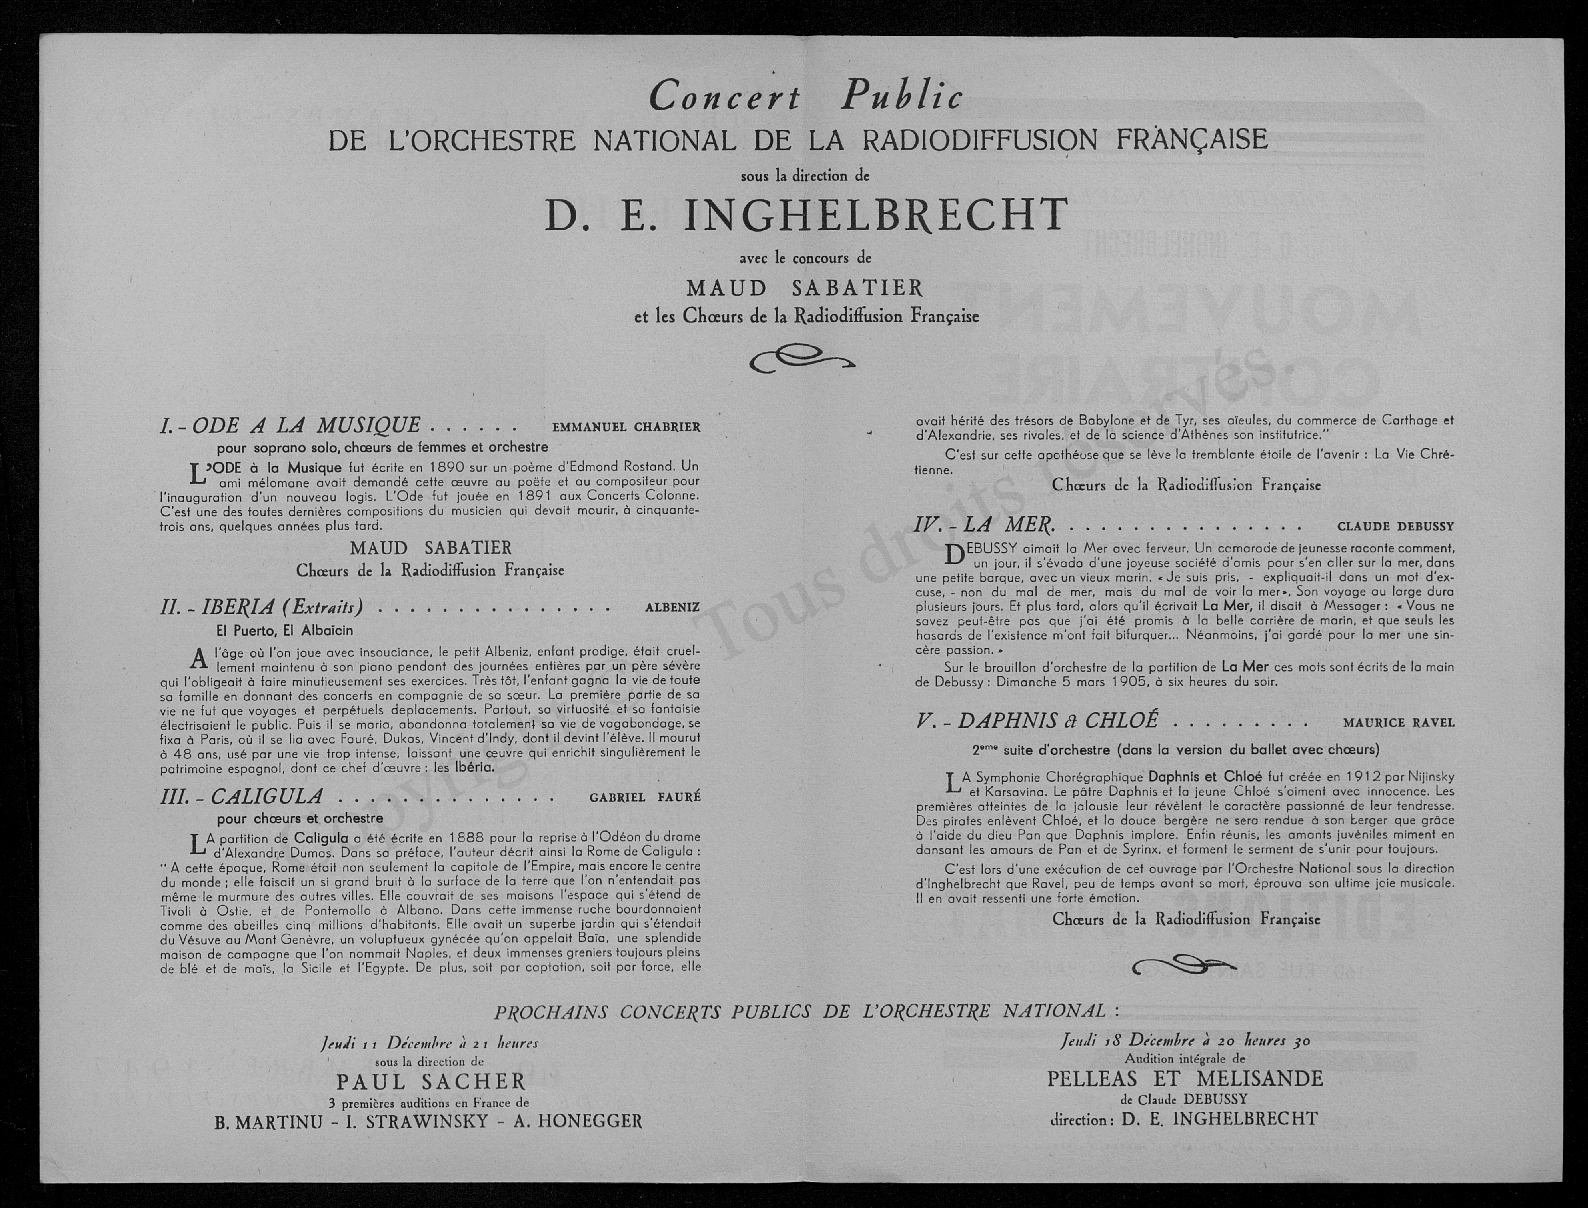 Concert Public
DE L'ORCHESTRE NATIONAL DE LA RADIODIFFUSION FRANÇAISE
sous la direction de
D. E. INGHELBRECHT
avec le concours de
MAUD SABATIER
et les Chœurs de la Radiodiffusion Française
I. - ODE A LA MUSIQUE . . . . . . EMMANUEL CHABRIER
pour soprano solo, chœurs de femmes et orchestre
L'ODE à la Musique fut écrite en 1890 sur un poème d'Edmond Rostand. Un
ami mélomane avait demandé cette œuvre au poëte et au compositeur pour
l'inauguration d'un nouveau logis. L'Ode fut jouée en 1891 aux Concerts Colonne.
C'est une des toutes dernières compositions du musicien qui devait mourir, à cinquante-
trois ans, quelques années plus tard.
MAUD SABATIER
Chœurs de la Radiodiffusion Française
II. - IBERIA (Extraits) . . . . . . . . . . . . . . . ALBENIZ
El Puerto, El Albaïcin
A l'âge où l'on joue avec insouciance, le petit Albeniz, enfant prodige, était cruel-
lement maintenu à son piano pendant des journées entières par un père sévère
qui l'obligeait à faire minutieusement ses exercices. Très tôt, l'enfant gagna la vie de toute
sa famille en donnant des concerts en compagnie de sa sœur. La première partie de sa
vie ne fut que voyages et perpétuels deplacements. Partout, sa virtuosité et sa fantaisie
électrisaient le public. Puis il se maria, abandonna totalement sa vie de vagabondage, se
fixa à Paris, où il se lia avec Fauré, Dukas, Vincent d'Indy, dont il devint l'élève. Il mourut
à 48 ans, usé par une vie trop intense, laissant une œuvre qui enrichit singulièrement le
patrimoine espagnol, dont ce chef d'œuvre : les Ibéria.
III. - CALIGULA . . . . . . . . . . . . . . GABRIEL FAURÉ
pour chœurs et orchestre
LA partition de Caligula a été écrite en 1888 pour la reprise à l'Odéon du drame
d'Alexandre Dumas. Dans sa préface, l'auteur décrit ainsi la Rome de Caligula :
" A cette époque, Rome était non seulement la capitale de l'Empire, mais encore le centre
du monde ; elle faisait un si grand bruit à la surface de la terre que l'on n'entendait pas
même le murmure des autres villes. Elle couvrait de ses maisons l'espace qui s'étend de
Tivoli à Ostie, et de Pontemolle à Albano. Dans cette immense ruche bourdonnaient
comme des abeilles cinq millions d'habitants. Elle avait un superbe jardin qui s'étendait
du Vésuve au Mont Genèvre, un voluptueux gynécée qu'on appelait Baïa, une splendide
maison de campagne que l'on nommait Naples, et deux immenses greniers toujours pleins
de blé et de maïs, la Sicile et l'Egypte. De plus, soit par captation, soit par force, elle
avait hérité des trésors de Babylone et de Tyr, ses aïeules, du commerce de Carthage et
d'Alexandrie, ses rivales, et de la science d'Athènes son institutrice."
C'est sur cette apothéose que se lève la tremblante étoile de l'avenir : La Vie Chré-
tienne.
Chœurs de la Radiodiffusion Française
IV. - LA MER. . . . . . . . . . . . . . . . CLAUDE DEBUSSY
DEBUSSY aimait la Mer avec ferveur. Un camarade de jeunesse raconte comment,
un jour, il s'évada d'une joyeuse société d'amis pour s'en aller sur la mer, dans
une petite barque, avec un vieux marin. « Je suis pris, - expliquait-il dans un mot d'ex-
cuse, - non du mal de mer, mais du mal de voir la mer ». Son voyage au large dura
plusieurs jours. Et plus tard, alors qu'il écrivait La Mer, il disait à Messager : « Vous ne
savez peut-être pas que j'ai été promis à la belle carrière de marin, et que seuls les
hasards de l'existence m'ont fait bifurquer... Néanmoins, j'ai gardé pour la mer une sin-
cère passion. »
Sur le brouillon d'orchestre de la partition de La Mer ces mots sont écrits de la main
de Debussy : Dimanche 5 mars 1905, à six heures du soir.
V. - DAPHNIS & CHLOÉ . . . . . . . . . MAURICE RAVEL
2eme suite d'orchestre (dans la version du ballet avec chœurs)
LA Symphonie Chorégraphique Daphnis et Chloé fut créée en 1912 par Nijinsky
et Karsavina. Le pâtre Daphnis et la jeune Chloé s'aiment avec innocence. Les
premières atteintes de la jalousie leur révèlent le caractère passionné de leur tendresse.
Des pirates enlèvent Chloé, et la douce bergère ne sera rendue à son berger que grâce
à l'aide du dieu Pan que Daphnis implore. Enfin réunis, les amants juvéniles miment en
dansant les amours de Pan et de Syrinx, et forment le serment de s'unir pour toujours.
C'est lors d'une exécution de cet ouvrage par l'Orchestre National sous la direction
d'Inghelbrecht que Ravel, peu de temps avant sa mort, éprouva son ultime joie musicale.
Il en avait ressenti une forte émotion.
Chœurs de la Radiodiffusion Française
PROCHAINS CONCERTS PUBLICS DE L'ORCHESTRE NATIONAL :
Jeudi 11 Décembre à 21 heures
sous la direction de
PAUL SACHER
3 premières auditions en France de
B. MARTINU - I. STRAWINSKY - A. HONEGGER
Jeudi 18 Décembre à 20 heures 30
Audition intégrale de
PELLEAS ET MELISANDE
de Claude DEBUSSY
direction : D. E. INGHELBRECHT
Tous droits réservés.